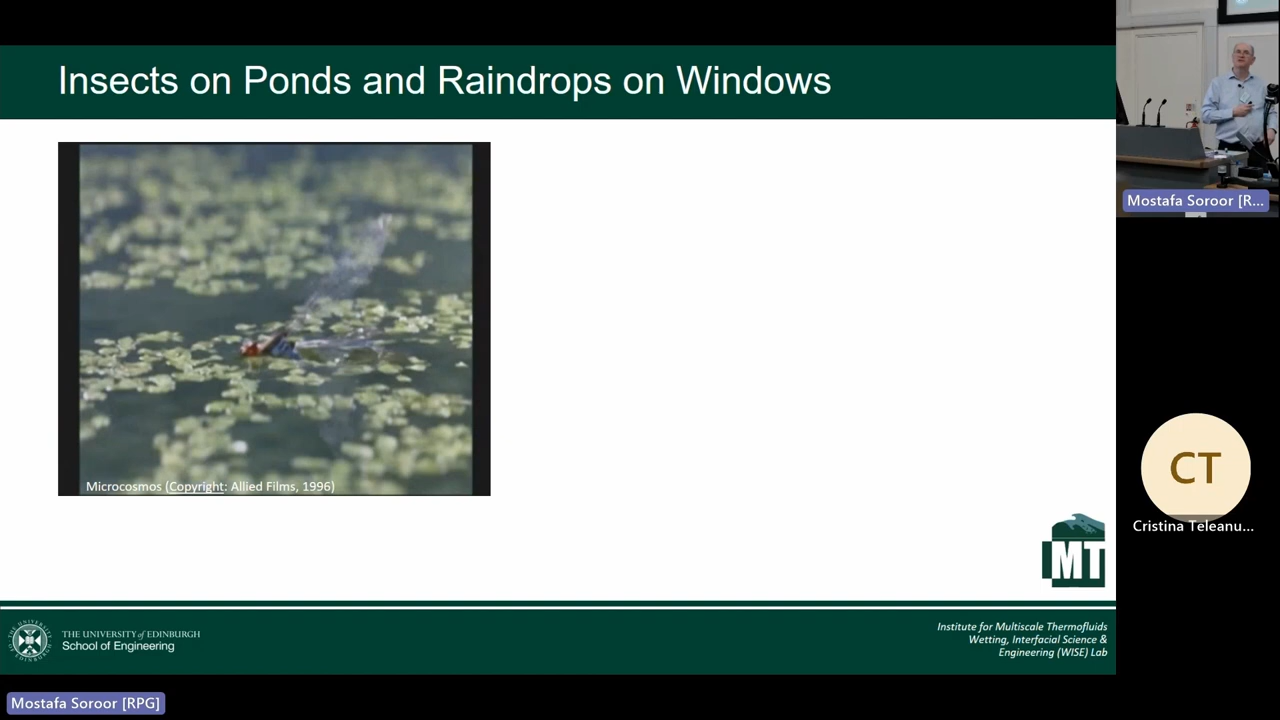 Insects on Ponds and Raindrops on Windows
Microcosmos (Copyright: Allied Films, 1996)
MT
THE UNIVERSITY of EDINBURGH
School of Engineering
Institute for Multiscale Thermofluids
Wetting, Interfacial Science &
Engineering (WISE) Lab
Mostafa Soroor [R...
CT
Cristina Teleanu...
Mostafa Soroor [RPG]